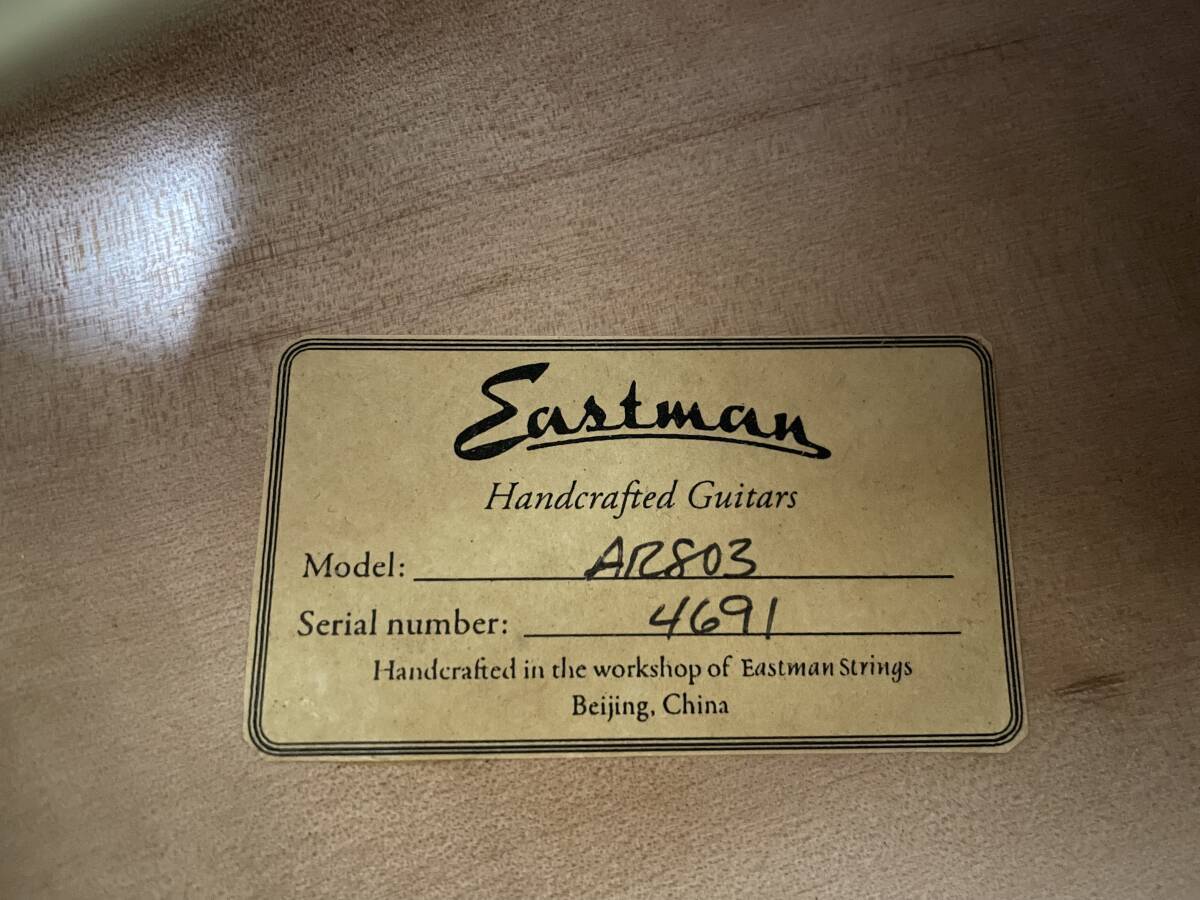 Eastman
Handcrafted Guitars
Model: AR803
Serial number: 4691
Handcrafted in the workshop of Eastman Strings
Beijing, China